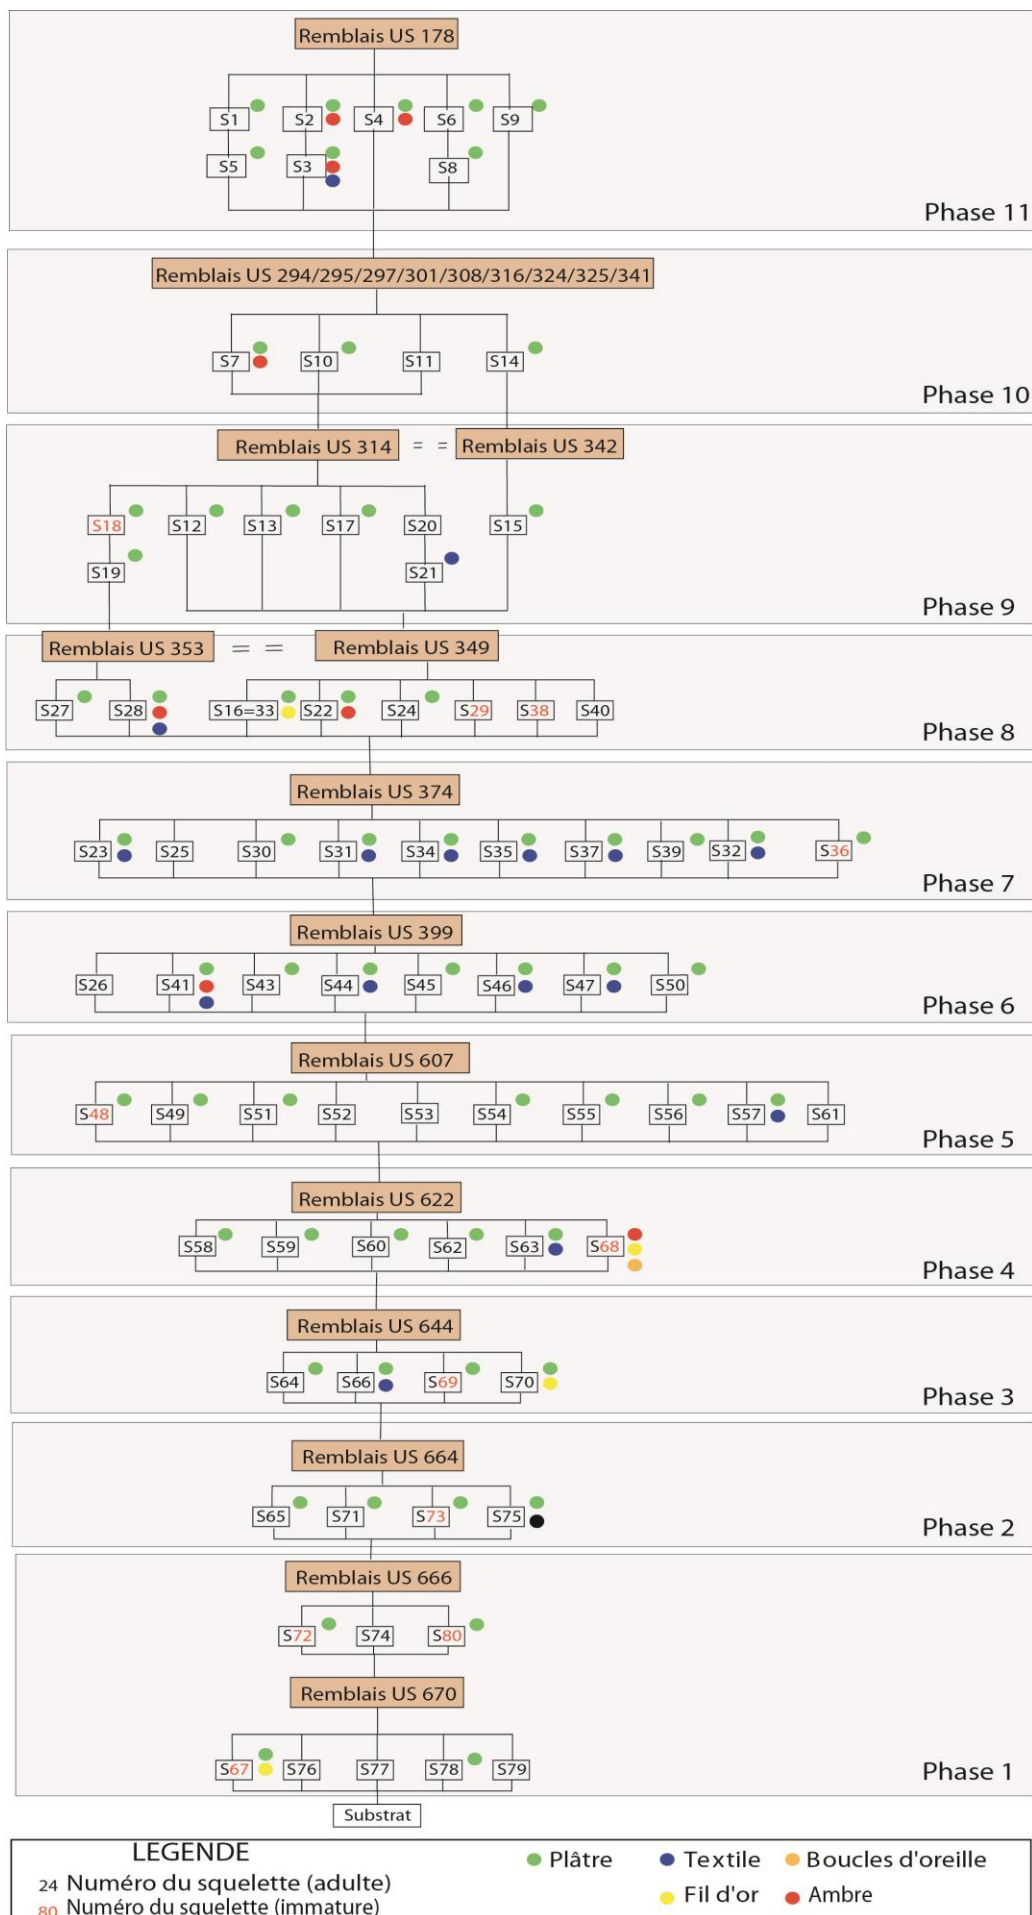 Remblais US 178
S1 S2 S4 S6 S9
S5 S3 S8
Phase 11
Remblais US 294/295/297/301/308/316/324/325/341
S7 S10 S11 S14
Phase 10
Remblais US 314 = = Remblais US 342
S18 S12 S13 S17 S20 S15
S19 S21
Phase 9
Remblais US 353 = = Remblais US 349
S27 S28 S16=33 S22 S24 S29 S38 S40
Phase 8
Remblais US 374
S23 S25 S30 S31 S34 S35 S37 S39 S32 S36
Phase 7
Remblais US 399
S26 S41 S43 S44 S45 S46 S47 S50
Phase 6
Remblais US 607
S48 S49 S51 S52 S53 S54 S55 S56 S57 S61
Phase 5
Remblais US 622
S58 S59 S60 S62 S63 S68
Phase 4
Remblais US 644
S64 S66 S69 S70
Phase 3
Remblais US 664
S65 S71 S73 S75
Phase 2
Remblais US 666
S72 S74 S80
Remblais US 670
S67 S76 S77 S78 S79
Phase 1
Substrat
LEGENDE
24 Numéro du squelette (adulte)
80 Numéro du squelette (immature)
Plâtre Textile Boucles d'oreille
Fil d'or Ambre